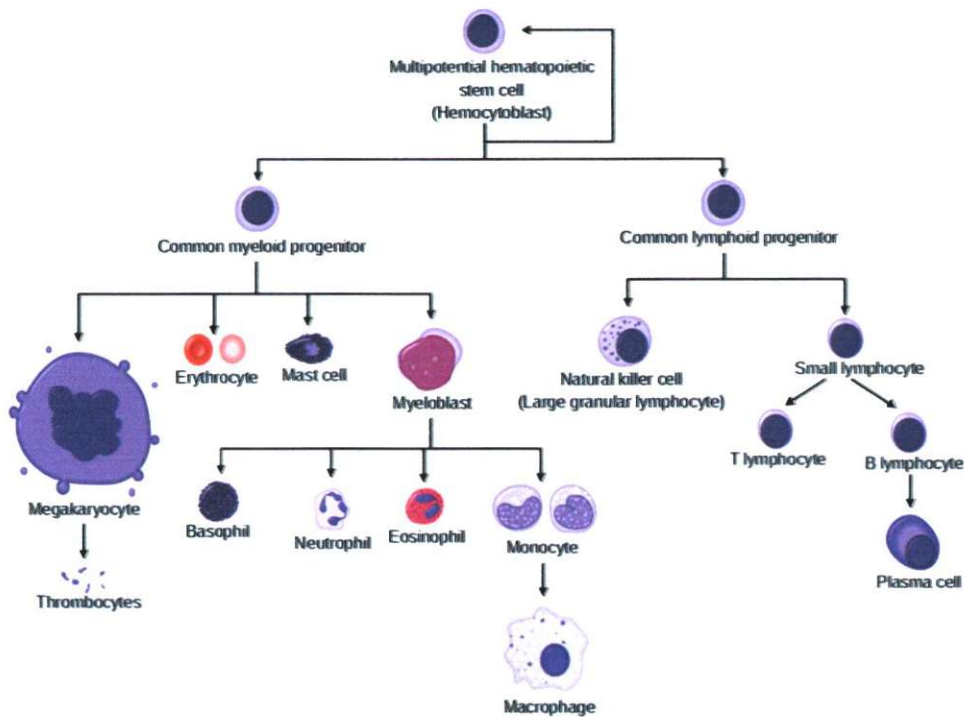 Multipotential hematopoietic
stem cell
(Hemocytoblast)
Common myeloid progenitor
Common lymphoid progenitor
Erythrocyte
Mast cell
Myeloblast
Natural killer cell
(Large granular lymphocyte)
Small lymphocyte
T lymphocyte
B lymphocyte
Megakaryocyte
Basophil
Neutrophil
Eosinophil
Monocyte
Plasma cell
Thrombocytes
Macrophage